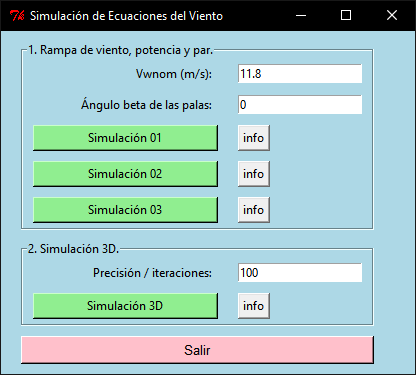 Simulación de Ecuaciones del Viento
1. Rampa de viento, potencia y par.
Vwnom (m/s): 11.8
Ángulo beta de las palas: 0
Simulación 01 info
Simulación 02 info
Simulación 03 info
2. Simulación 3D.
Precisión / iteraciones: 100
Simulación 3D info
Salir